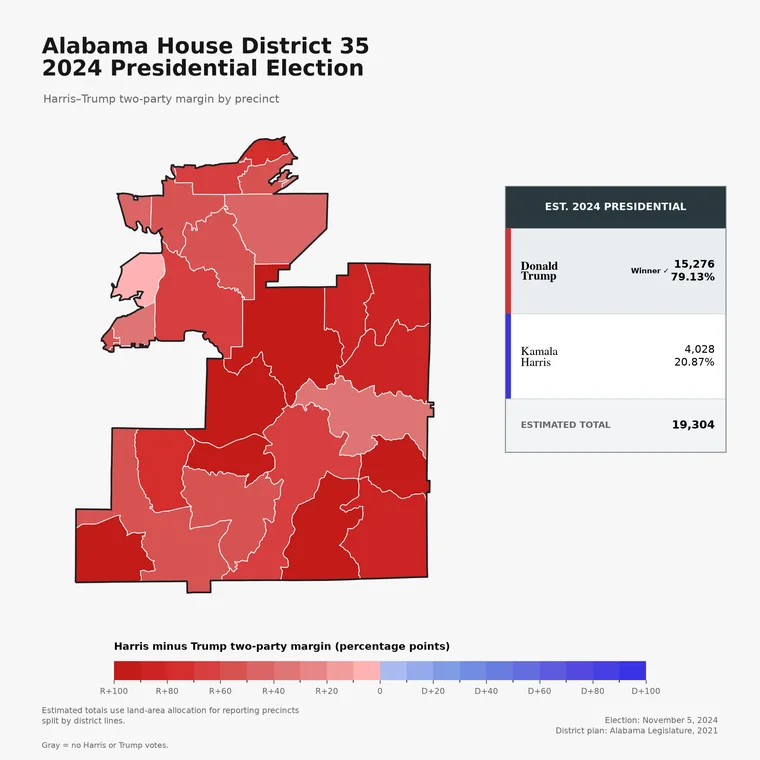 Alabama House District 35
2024 Presidential Election
Harris–Trump two-party margin by precinct
EST. 2024 PRESIDENTIAL
Donald
Trump
Winner ✓
15,276
79.13%
Kamala
Harris
4,028
20.87%
ESTIMATED TOTAL
19,304
Harris minus Trump two-party margin (percentage points)
R+100 R+80 R+60 R+40 R+20 0 D+20 D+40 D+60 D+80 D+100
Estimated totals use land-area allocation for reporting precincts
split by district lines.
Gray = no Harris or Trump votes.
Election: November 5, 2024
District plan: Alabama Legislature, 2021